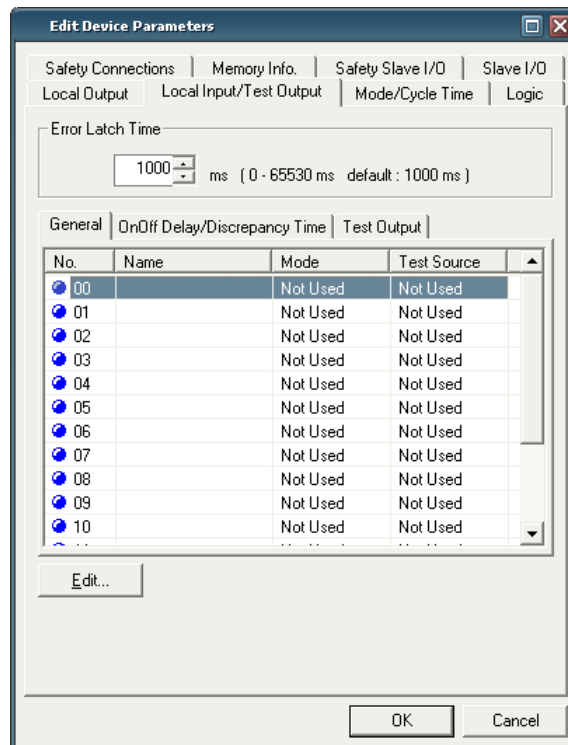 Edit Device Parameters
Safety Connections Memory Info. Safety Slave I/O Slave I/O
Local Output Local Input/Test Output Mode/Cycle Time Logic
Error Latch Time
1000 ms ( 0 - 65530 ms default : 1000 ms )
General OnOff Delay/Discrepancy Time Test Output
No. Name Mode Test Source
00 Not Used Not Used
01 Not Used Not Used
02 Not Used Not Used
03 Not Used Not Used
04 Not Used Not Used
05 Not Used Not Used
06 Not Used Not Used
07 Not Used Not Used
08 Not Used Not Used
09 Not Used Not Used
10 Not Used Not Used
Edit...
OK Cancel